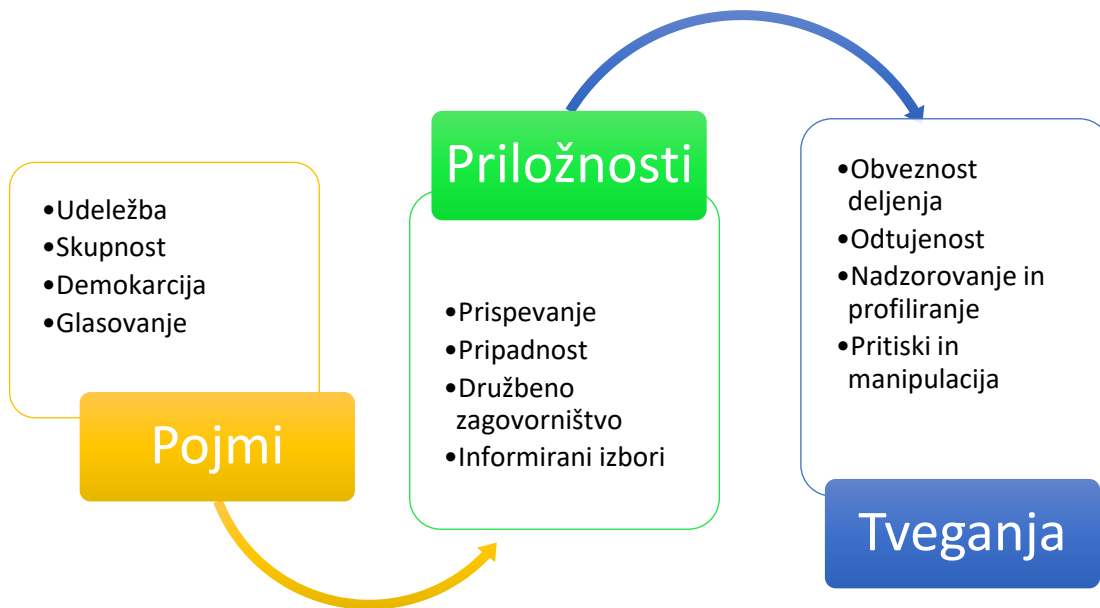 •Udeležba
•Skupnost
•Demokarcija
•Glasovanje
Pojmi
Priložnosti
•Prispevanje
•Pripadnost
•Družbeno
zagovorništvo
•Informirani izbori
•Obveznost
deljenja
•Odtujenost
•Nadzorovanje in
profiliranje
•Pritiski in
manipulacija
Tveganja